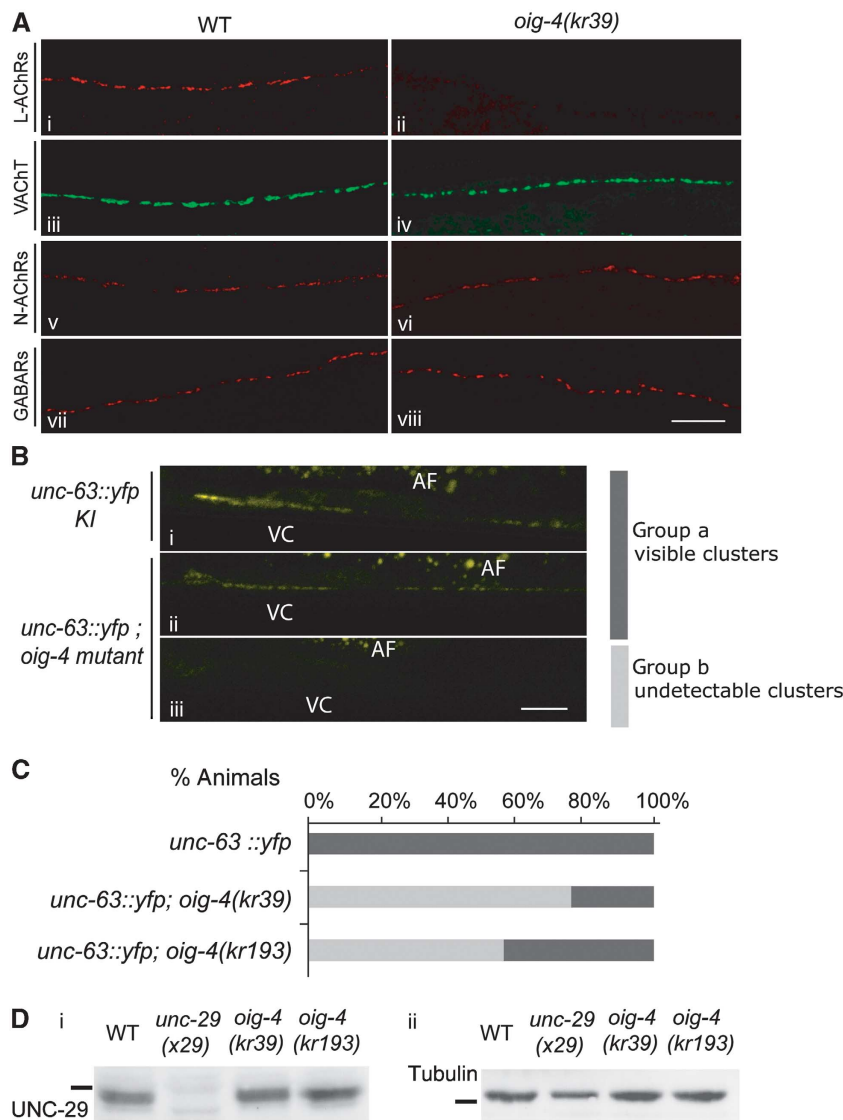 A
WT
oig-4(kr39)
L-AChRs
i
ii
VAChT
iii
iv
N-AChRs
v
vi
GABARs
vii
viii
B
unc-63::yfp
KI
AF
VC
i
unc-63::yfp ;
oig-4 mutant
AF
VC
ii
AF
VC
iii
Group a
visible clusters
Group b
undetectable clusters
C
% Animals
0% 20% 40% 60% 80% 100%
unc-63 ::yfp
unc-63::yfp; oig-4(kr39)
unc-63::yfp; oig-4(kr193)
D
i
WT
unc-29
(x29)
oig-4
(kr39)
oig-4
(kr193)
UNC-29
ii
WT
unc-29
(x29)
oig-4
(kr39)
oig-4
(kr193)
Tubulin